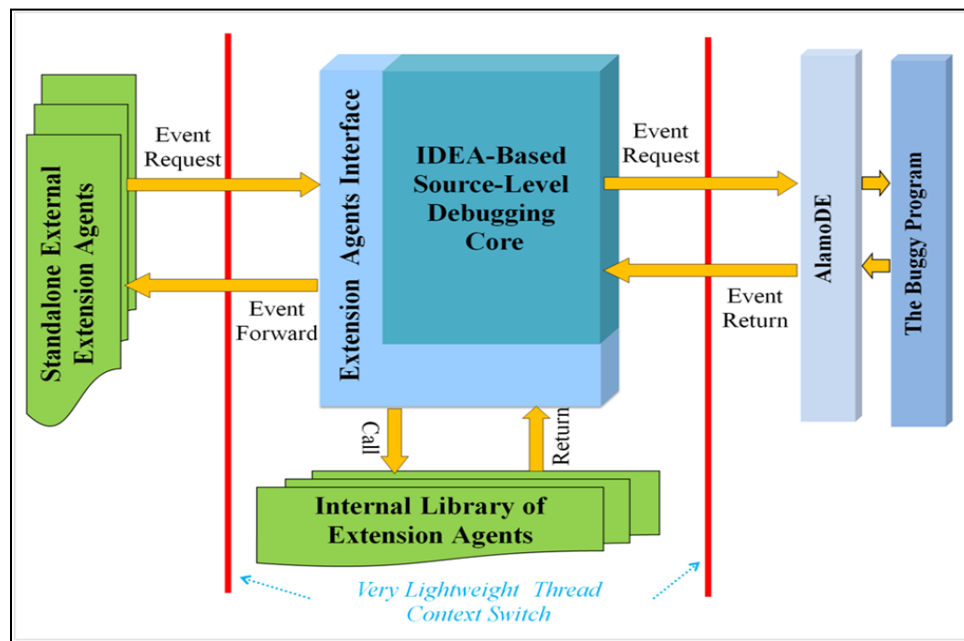 Standalone External
Extension Agents
Event
Request
Event
Forward
Extension Agents Interface
IDEA-Based
Source-Level
Debugging
Core
Event
Request
Event
Return
AlamoDE
The Buggy Program
Call
Return
Internal Library of
Extension Agents
Very Lightweight Thread
Context Switch